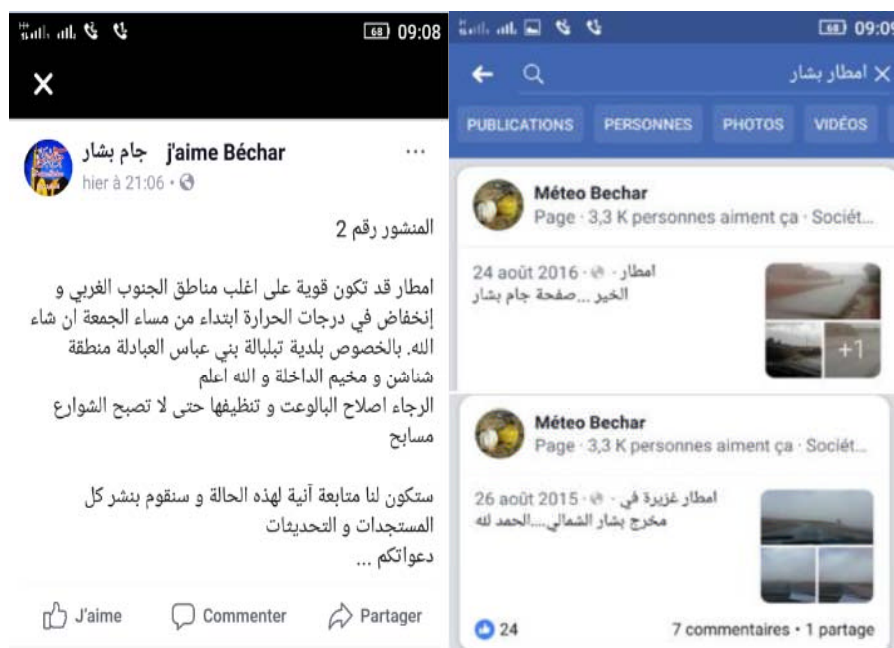 68 09:08
جام بشار j'aime Béchar
hier à 21:06
المنشور رقم 2
امطار قد تكون قوية على اغلب مناطق الجنوب الغربي و
إنخفاض في درجات الحرارة ابتداء من مساء الجمعة ان شاء
الله. بالخصوص بلدية تبلبالة بني عباس العبادلة منطقة
شناشن و مخيم الداخلة و الله اعلم
الرجاء اصلاح البالوعت و تنظيفها حتى لا تصبح الشوارع
مسابح
ستكون لنا متابعة آنية لهذه الحالة و سنقوم بنشر كل
المستجدات و التحديثات
دعواتكم ...
J'aime
Commenter
Partager
68 09:09
امطار بشار
PUBLICATIONS
PERSONNES
PHOTOS
VIDÉOS
Méteo Bechar
Page · 3,3 K personnes aiment ça · Sociét...
24 août 2016 · امطار
الخير ...صفحة جام بشار
+1
Méteo Bechar
Page · 3,3 K personnes aiment ça · Sociét...
26 août 2015 · امطار غزيرة في
مخرج بشار الشمالي....الحمد لله
24
7 commentaires • 1 partage